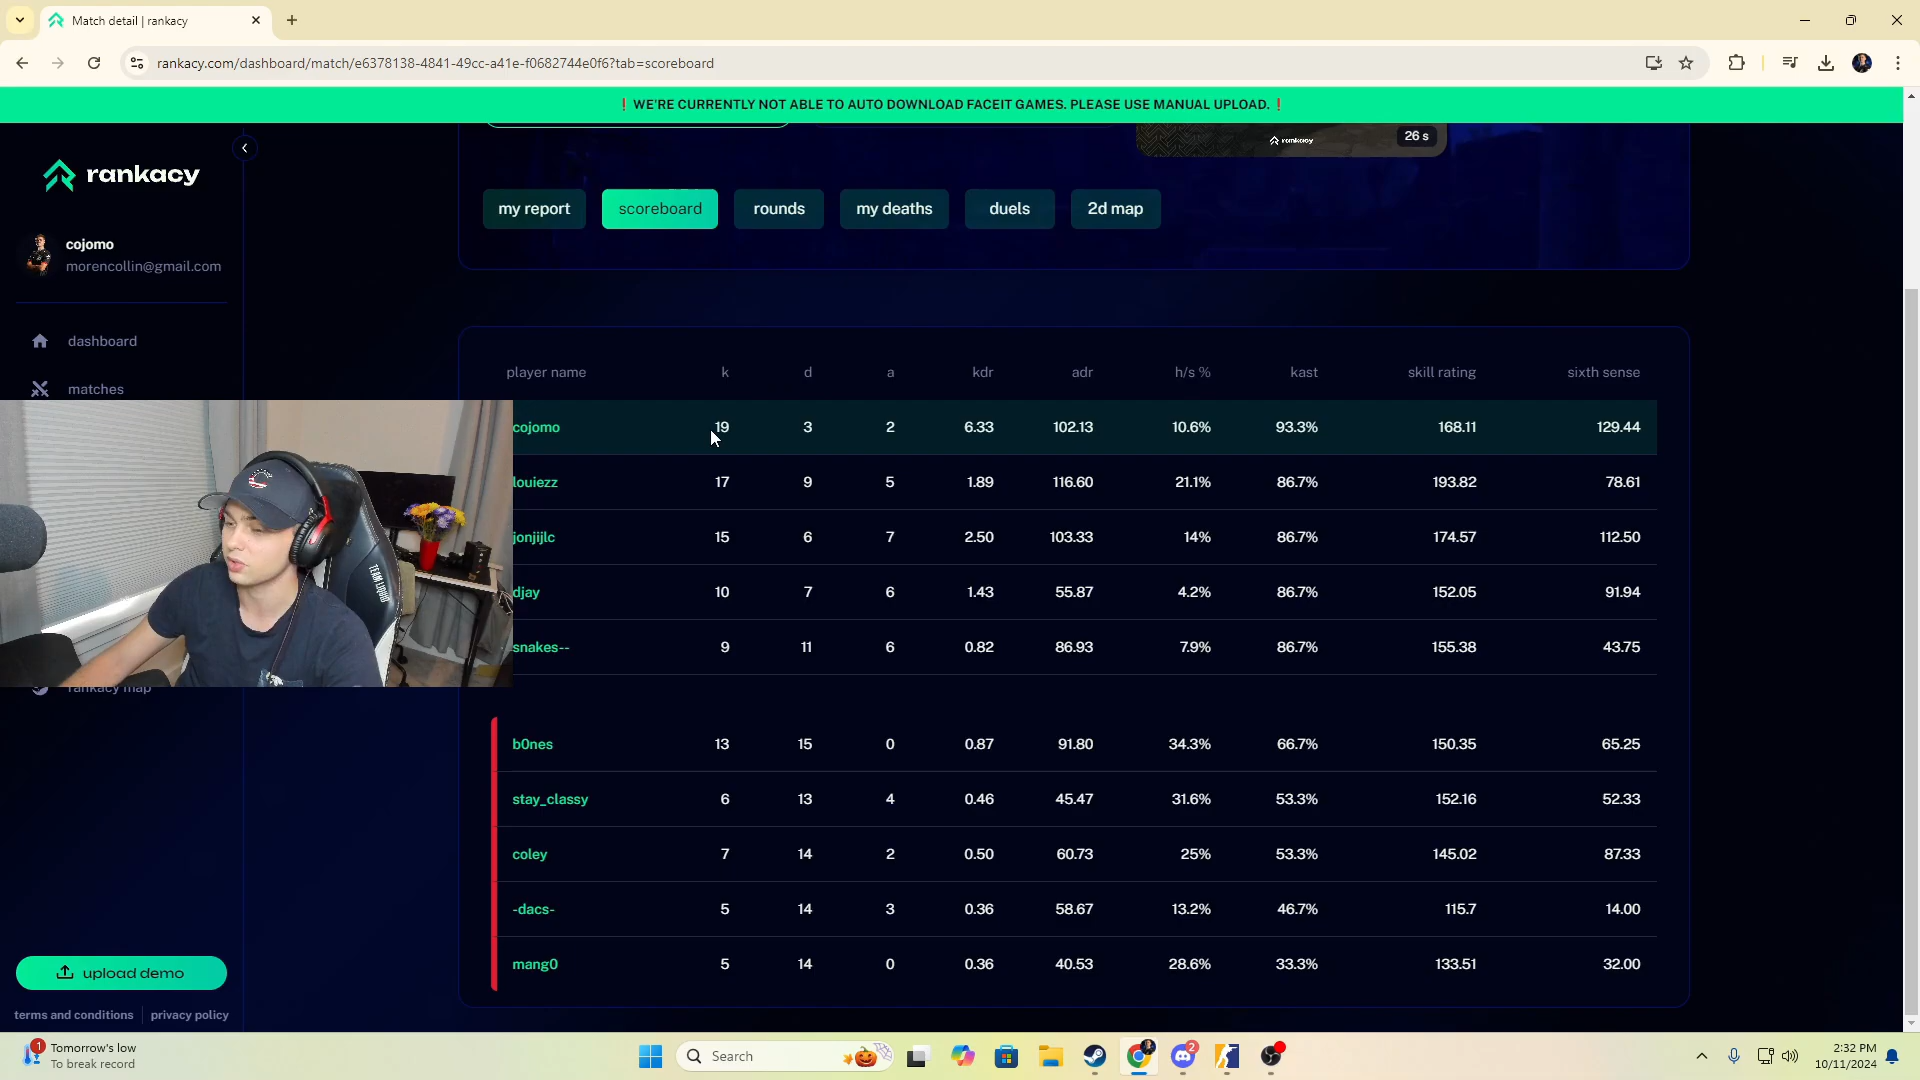 Match detail | rankacy
rankacy.com/dashboard/match/e6378138-4841-49cc-a41e-f0682744e0f6?tab=scoreboard
❗ WE'RE CURRENTLY NOT ABLE TO AUTO DOWNLOAD FACEIT GAMES. PLEASE USE MANUAL UPLOAD. ❗
rankacy
cojomo
morencollin@gmail.com
dashboard
matches
rankacy map
upload demo
terms and conditions | privacy policy
rankacy
26 s
my report scoreboard rounds my deaths duels 2d map
player name k d a kdr adr h/s % kast skill rating sixth sense
cojomo 19 3 2 6.33 102.13 10.6% 93.3% 168.11 129.44
louiezz 17 9 5 1.89 116.60 21.1% 86.7% 193.82 78.61
jonjijlc 15 6 7 2.50 103.33 14% 86.7% 174.57 112.50
djay 10 7 6 1.43 55.87 4.2% 86.7% 152.05 91.94
snakes-- 9 11 6 0.82 86.93 7.9% 86.7% 155.38 43.75
TEAM LIQUID
b0nes 13 15 0 0.87 91.80 34.3% 66.7% 150.35 65.25
stay_classy 6 13 4 0.46 45.47 31.6% 53.3% 152.16 52.33
coley 7 14 2 0.50 60.73 25% 53.3% 145.02 87.33
-dacs- 5 14 3 0.36 58.67 13.2% 46.7% 115.7 14.00
mang0 5 14 0 0.36 40.53 28.6% 33.3% 133.51 32.00
1
Tomorrow's low
To break record
Search
2
2:32 PM
10/11/2024